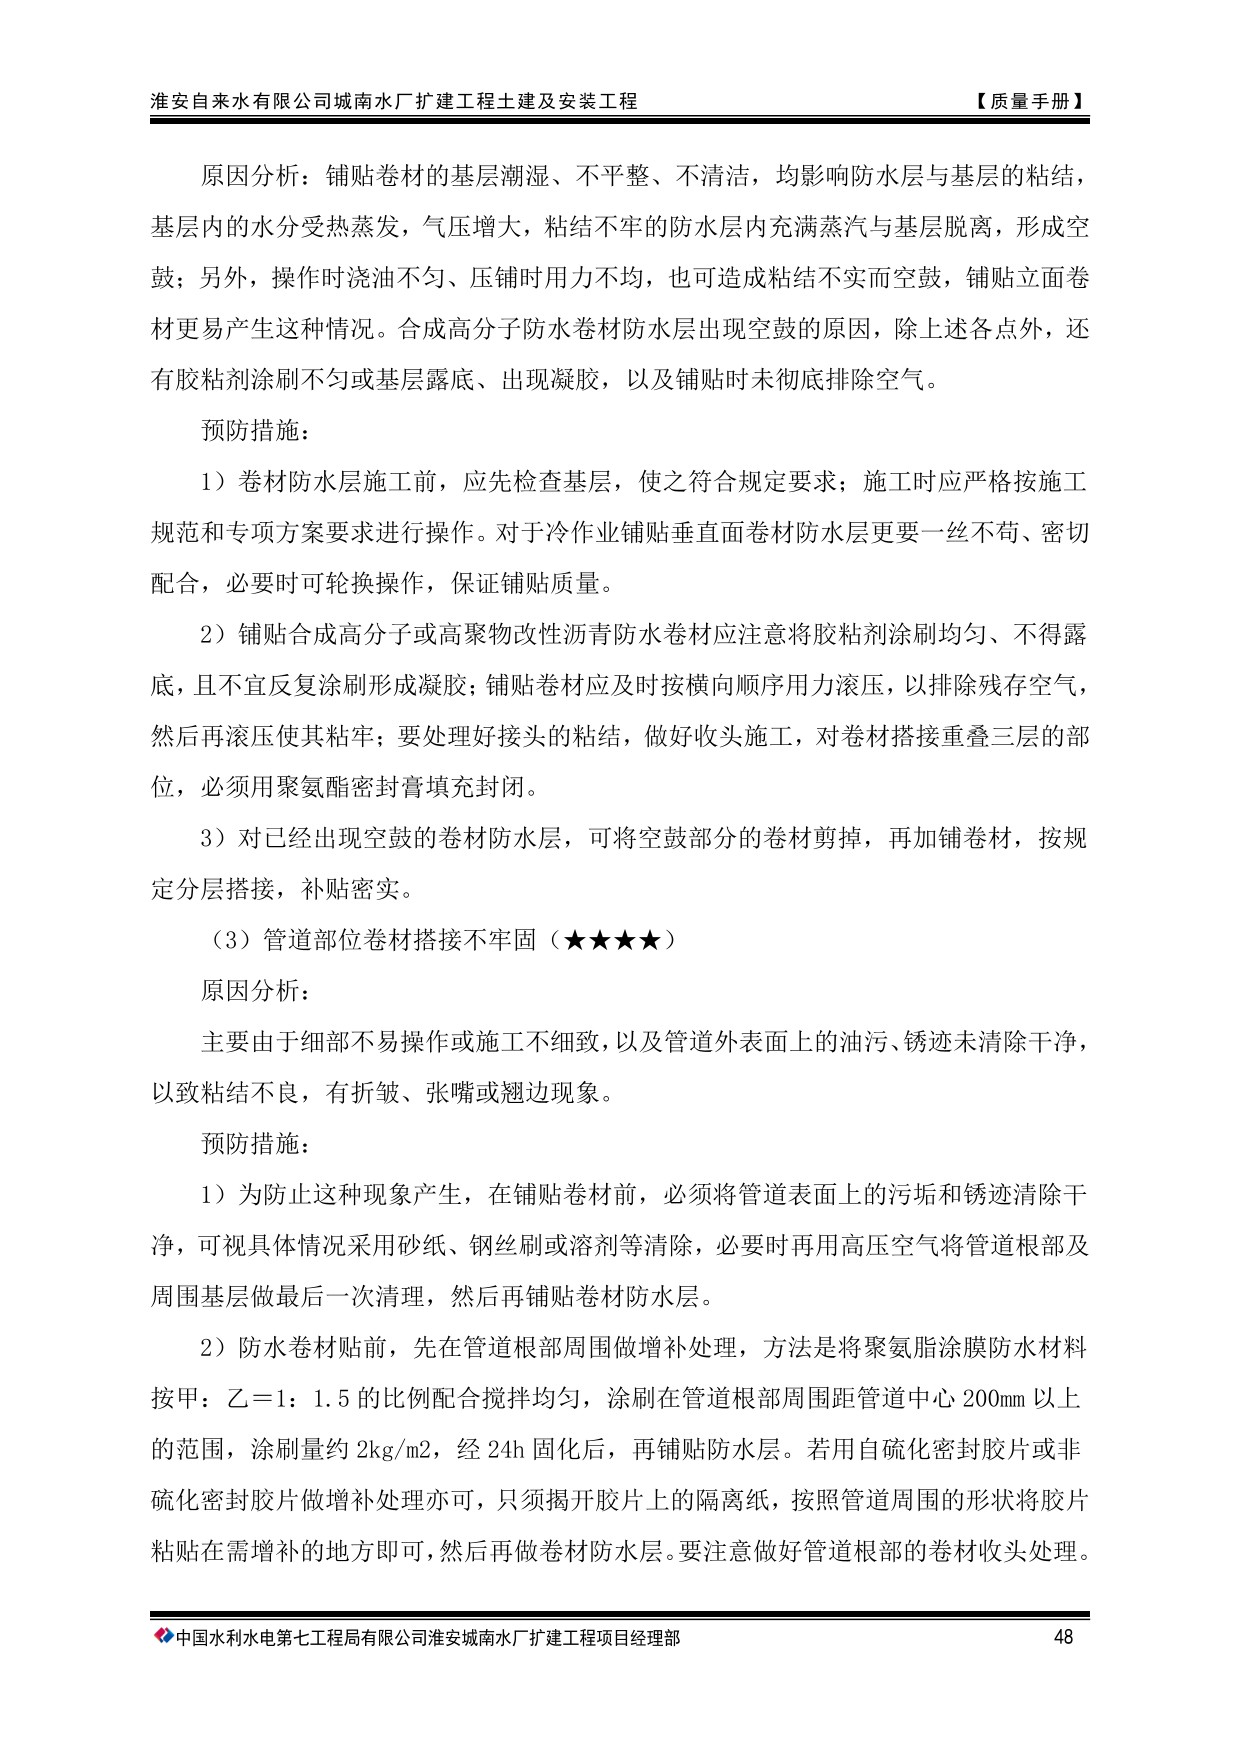 淮安自来水有限公司城南水厂扩建工程土建及安装工程 【质量手册】
原因分析：铺贴卷材的基层潮湿、不平整、不清洁，均影响防水层与基层的粘结，
基层内的水分受热蒸发，气压增大，粘结不牢的防水层内充满蒸汽与基层脱离，形成空
鼓；另外，操作时浇油不匀、压铺时用力不均，也可造成粘结不实而空鼓，铺贴立面卷
材更易产生这种情况。合成高分子防水卷材防水层出现空鼓的原因，除上述各点外，还
有胶粘剂涂刷不匀或基层露底、出现凝胶，以及铺贴时未彻底排除空气。
预防措施：
1）卷材防水层施工前，应先检查基层，使之符合规定要求；施工时应严格按施工
规范和专项方案要求进行操作。对于冷作业铺贴垂直面卷材防水层更要一丝不苟、密切
配合，必要时可轮换操作，保证铺贴质量。
2）铺贴合成高分子或高聚物改性沥青防水卷材应注意将胶粘剂涂刷均匀、不得露
底，且不宜反复涂刷形成凝胶；铺贴卷材应及时按横向顺序用力滚压，以排除残存空气，
然后再滚压使其粘牢；要处理好接头的粘结，做好收头施工，对卷材搭接重叠三层的部
位，必须用聚氨酯密封膏填充封闭。
3）对已经出现空鼓的卷材防水层，可将空鼓部分的卷材剪掉，再加铺卷材，按规
定分层搭接，补贴密实。
（3）管道部位卷材搭接不牢固（★★★★）
原因分析：
主要由于细部不易操作或施工不细致，以及管道外表面上的油污、锈迹未清除干净，
以致粘结不良，有折皱、张嘴或翘边现象。
预防措施：
1）为防止这种现象产生，在铺贴卷材前，必须将管道表面上的污垢和锈迹清除干
净，可视具体情况采用砂纸、钢丝刷或溶剂等清除，必要时再用高压空气将管道根部及
周围基层做最后一次清理，然后再铺贴卷材防水层。
2）防水卷材贴前，先在管道根部周围做增补处理，方法是将聚氨脂涂膜防水材料
按甲：乙＝1：1.5 的比例配合搅拌均匀，涂刷在管道根部周围距管道中心 200mm 以上
的范围，涂刷量约 2kg/m2，经 24h 固化后，再铺贴防水层。若用自硫化密封胶片或非
硫化密封胶片做增补处理亦可，只须揭开胶片上的隔离纸，按照管道周围的形状将胶片
粘贴在需增补的地方即可，然后再做卷材防水层。要注意做好管道根部的卷材收头处理。
中国水利水电第七工程局有限公司淮安城南水厂扩建工程项目经理部 48